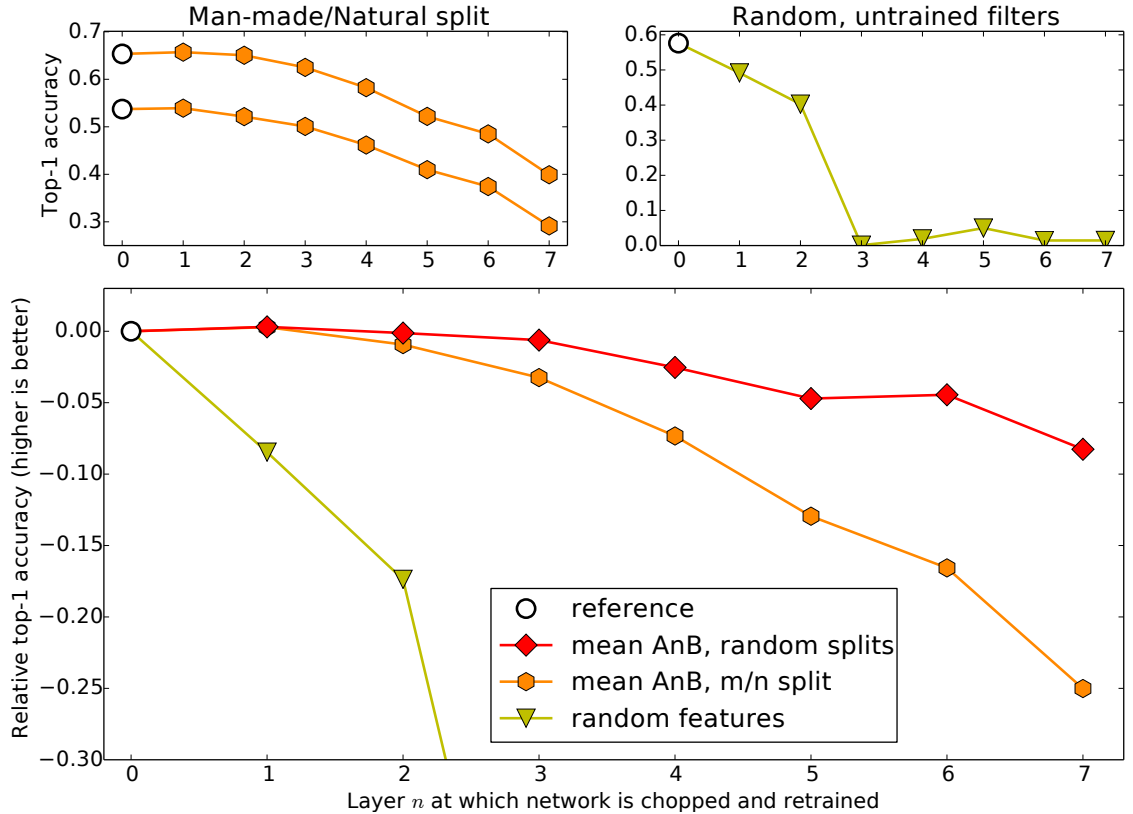 Man-made/Natural split
Random, untrained filters
Top-1 accuracy
0.7
0.6
0.5
0.4
0.3
0 1 2 3 4 5 6 7
0.6
0.5
0.4
0.3
0.2
0.1
0.0
0 1 2 3 4 5 6 7
Relative top-1 accuracy (higher is better)
0.00
−0.05
−0.10
−0.15
−0.20
−0.25
−0.30
reference
mean AnB, random splits
mean AnB, m/n split
random features
0 1 2 3 4 5 6 7
Layer n at which network is chopped and retrained